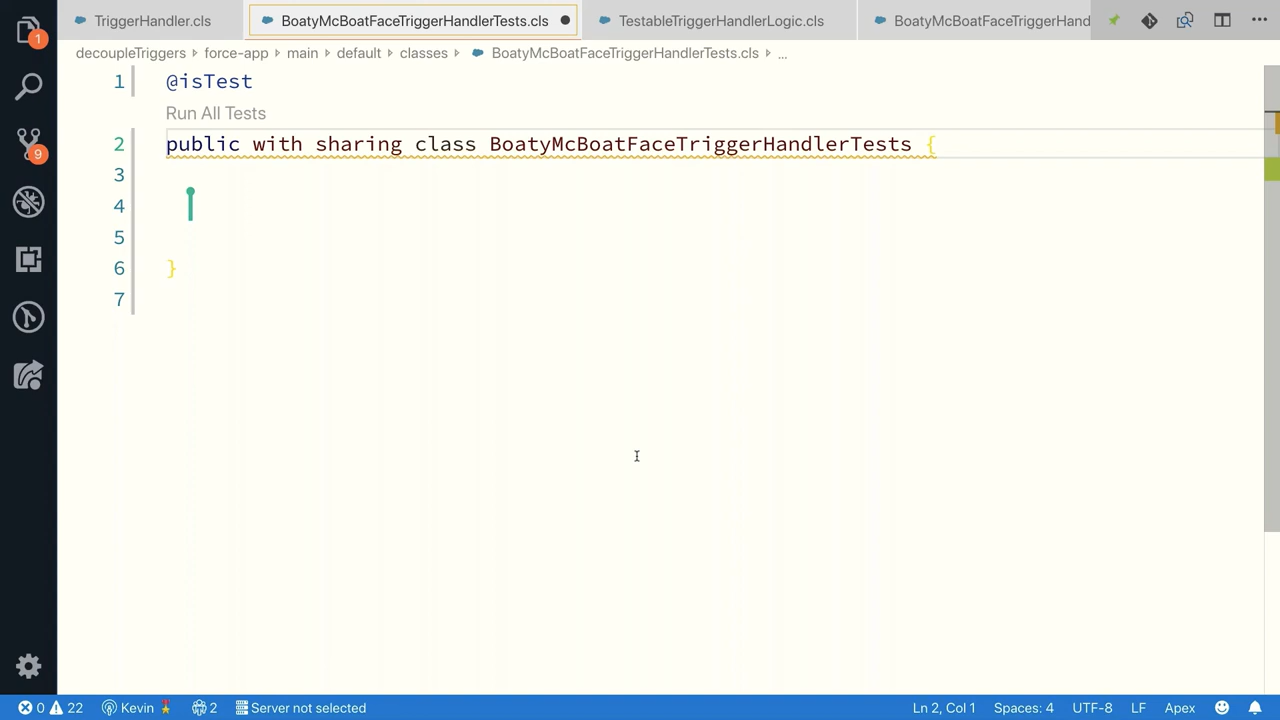 TriggerHandler.cls
BoatyMcBoatFaceTriggerHandlerTests.cls
TestableTriggerHandlerLogic.cls
BoatyMcBoatFaceTriggerHand
decoupleTriggers force-app main default classes BoatyMcBoatFaceTriggerHandlerTests.cls ...
1 @isTest
Run All Tests
2 public with sharing class BoatyMcBoatFaceTriggerHandlerTests {
3
4
5
6 }
7
1
9
0 22 Kevin 2 Server not selected Ln 2, Col 1 Spaces: 4 UTF-8 LF Apex